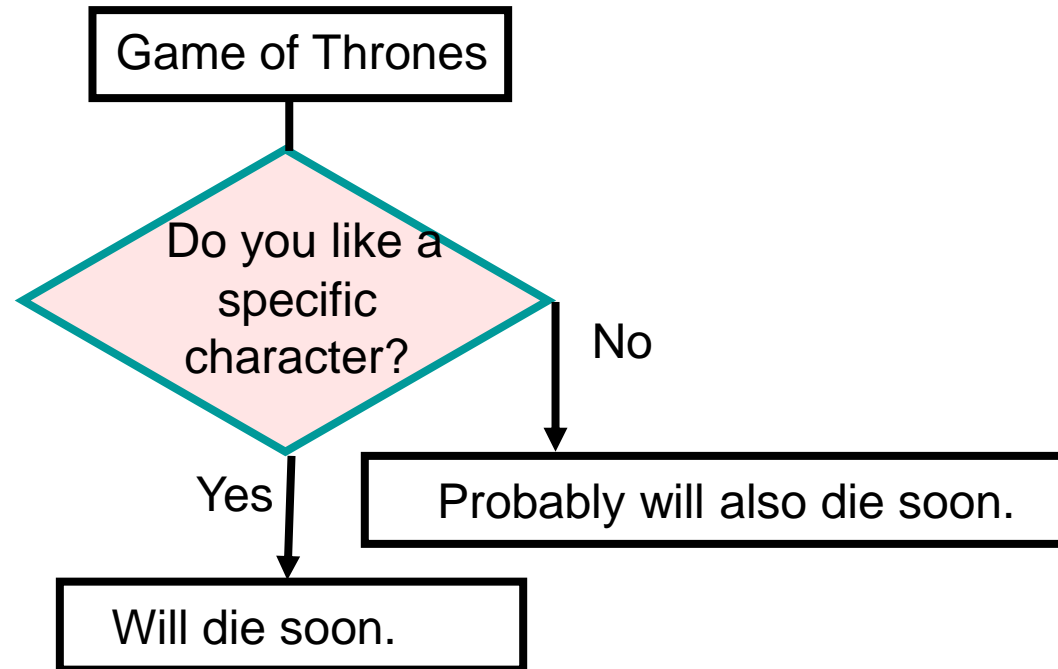 Game of Thrones
Do you like a
specific
character?
No
Yes
Probably will also die soon.
Will die soon.